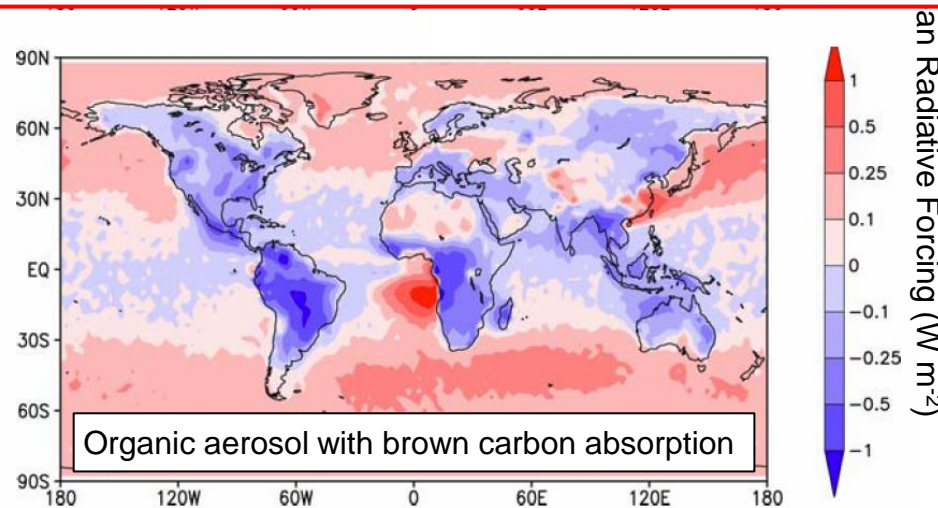 90N
60N
30N
EQ
30S
60S
90S
180 120W 60W 0 60E 120E 180
Organic aerosol with brown carbon absorption
1
0.5
0.25
0.1
0
−0.1
−0.25
−0.5
−1
an Radiative Forcing (W m⁻²)